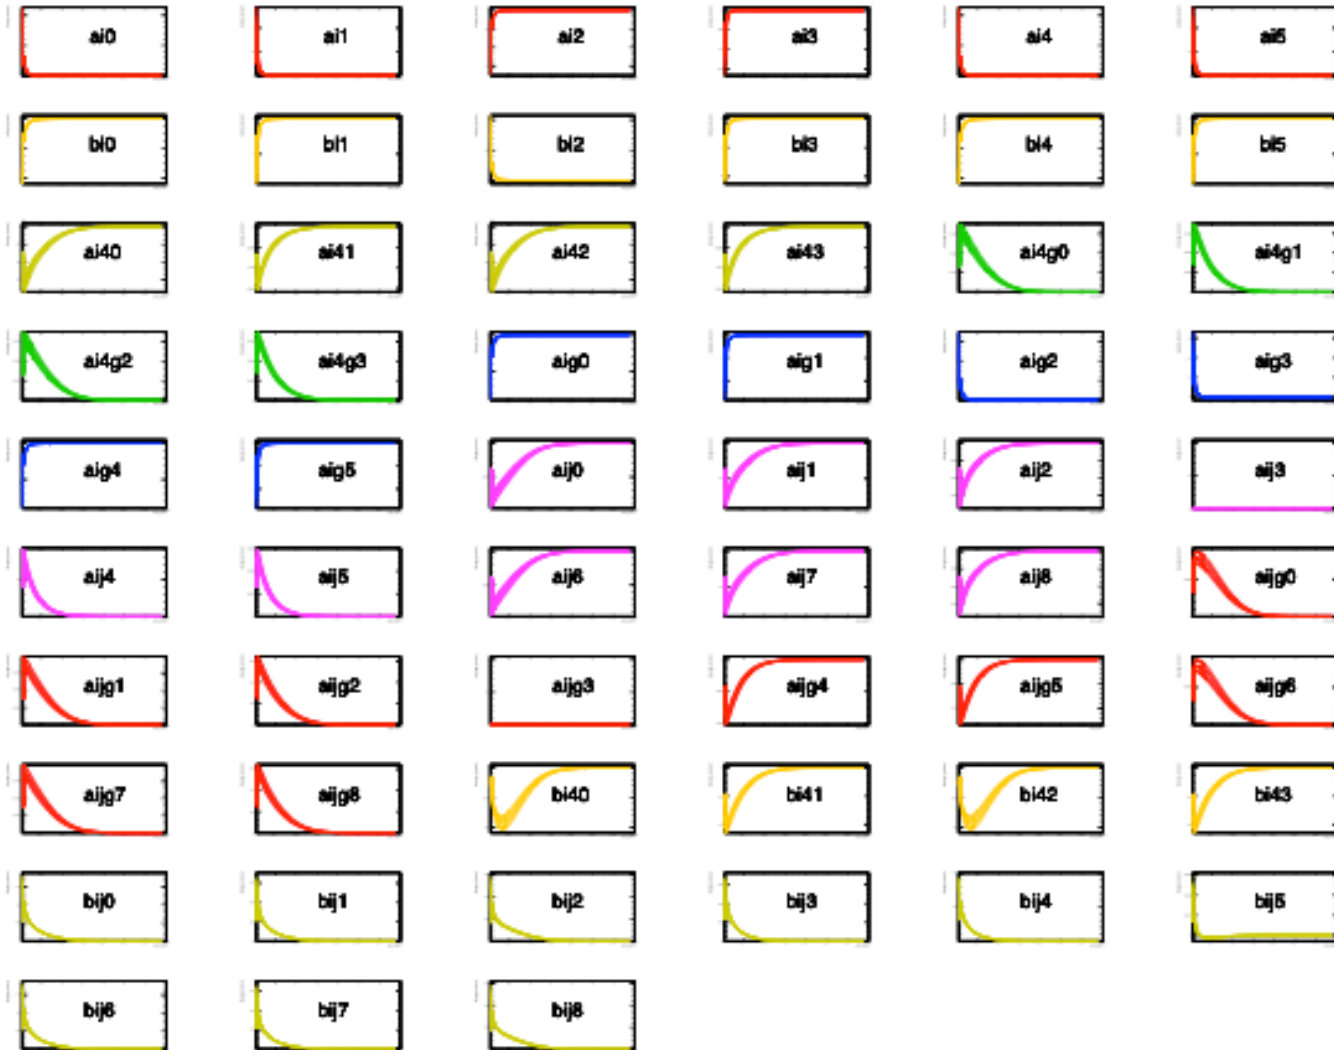 ai0 ai1 ai2 ai3 ai4 ai5
bi0 bi1 bi2 bi3 bi4 bi5
ai40 ai41 ai42 ai43 ai4g0 ai4g1
ai4g2 ai4g3 aig0 aig1 aig2 aig3
aig4 aig5 aij0 aij1 aij2 aij3
aij4 aij5 aij6 aij7 aij8 aijg0
aijg1 aijg2 aijg3 aijg4 aijg5 aijg6
aijg7 aijg8 bi40 bi41 bi42 bi43
bij0 bij1 bij2 bij3 bij4 bij5
bij6 bij7 bij8